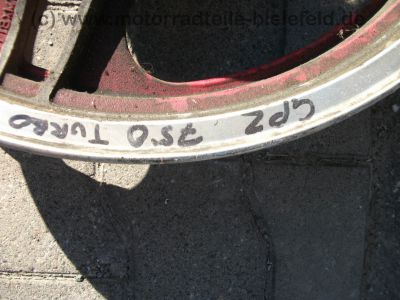 (c) www.motorradteile-bielefeld.de
GPZ 750 TURBO